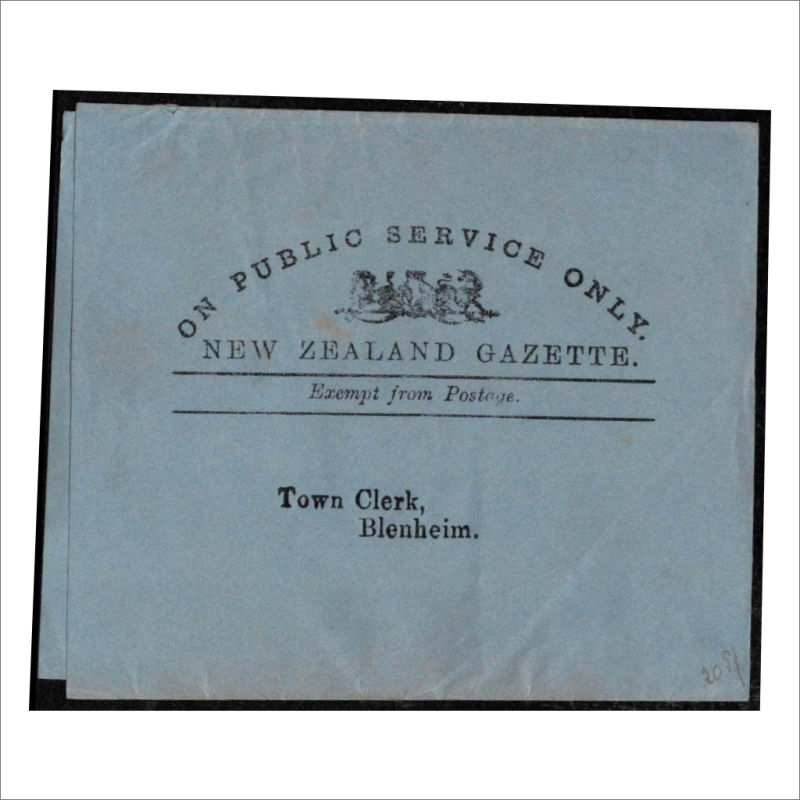 ON PUBLIC SERVICE ONLY.
NEW ZEALAND GAZETTE.
Exempt from Postage.
Town Clerk,
Blenheim.